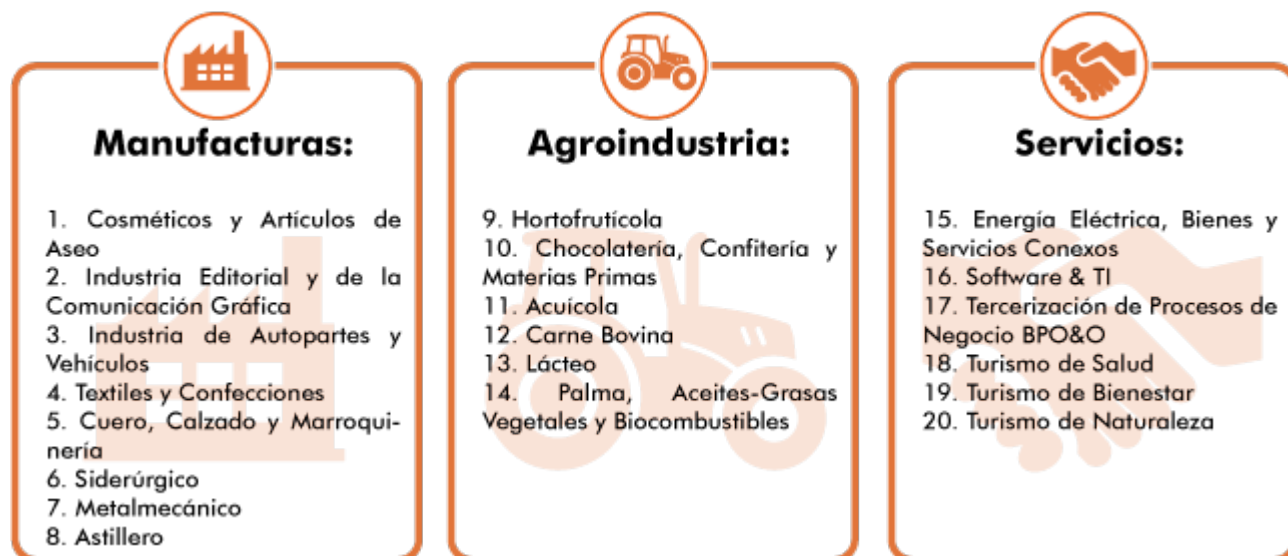 Manufacturas:
1. Cosméticos y Artículos de
Aseo
2. Industria Editorial y de la
Comunicación Gráfica
3. Industria de Autopartes y
Vehículos
4. Textiles y Confecciones
5. Cuero, Calzado y Marroqui-
nería
6. Siderúrgico
7. Metalmecánico
8. Astillero
Agroindustria:
9. Hortofrutícola
10. Chocolatería, Confitería y
Materias Primas
11. Acuícola
12. Carne Bovina
13. Lácteo
14. Palma, Aceites-Grasas
Vegetales y Biocombustibles
Servicios:
15. Energía Eléctrica, Bienes y
Servicios Conexos
16. Software & TI
17. Tercerización de Procesos de
Negocio BPO&O
18. Turismo de Salud
19. Turismo de Bienestar
20. Turismo de Naturaleza